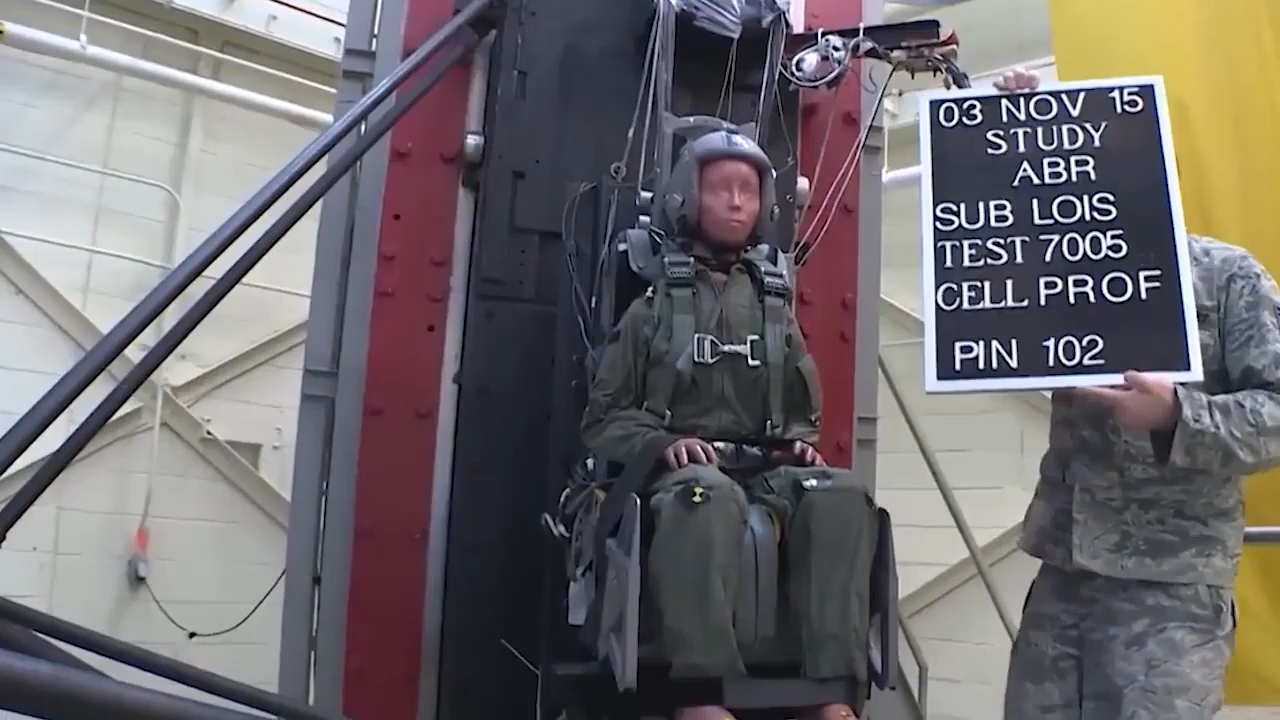 03 NOV 15
STUDY
ABR
SUB LOIS
TEST 7005
CELL PROF
PIN 102